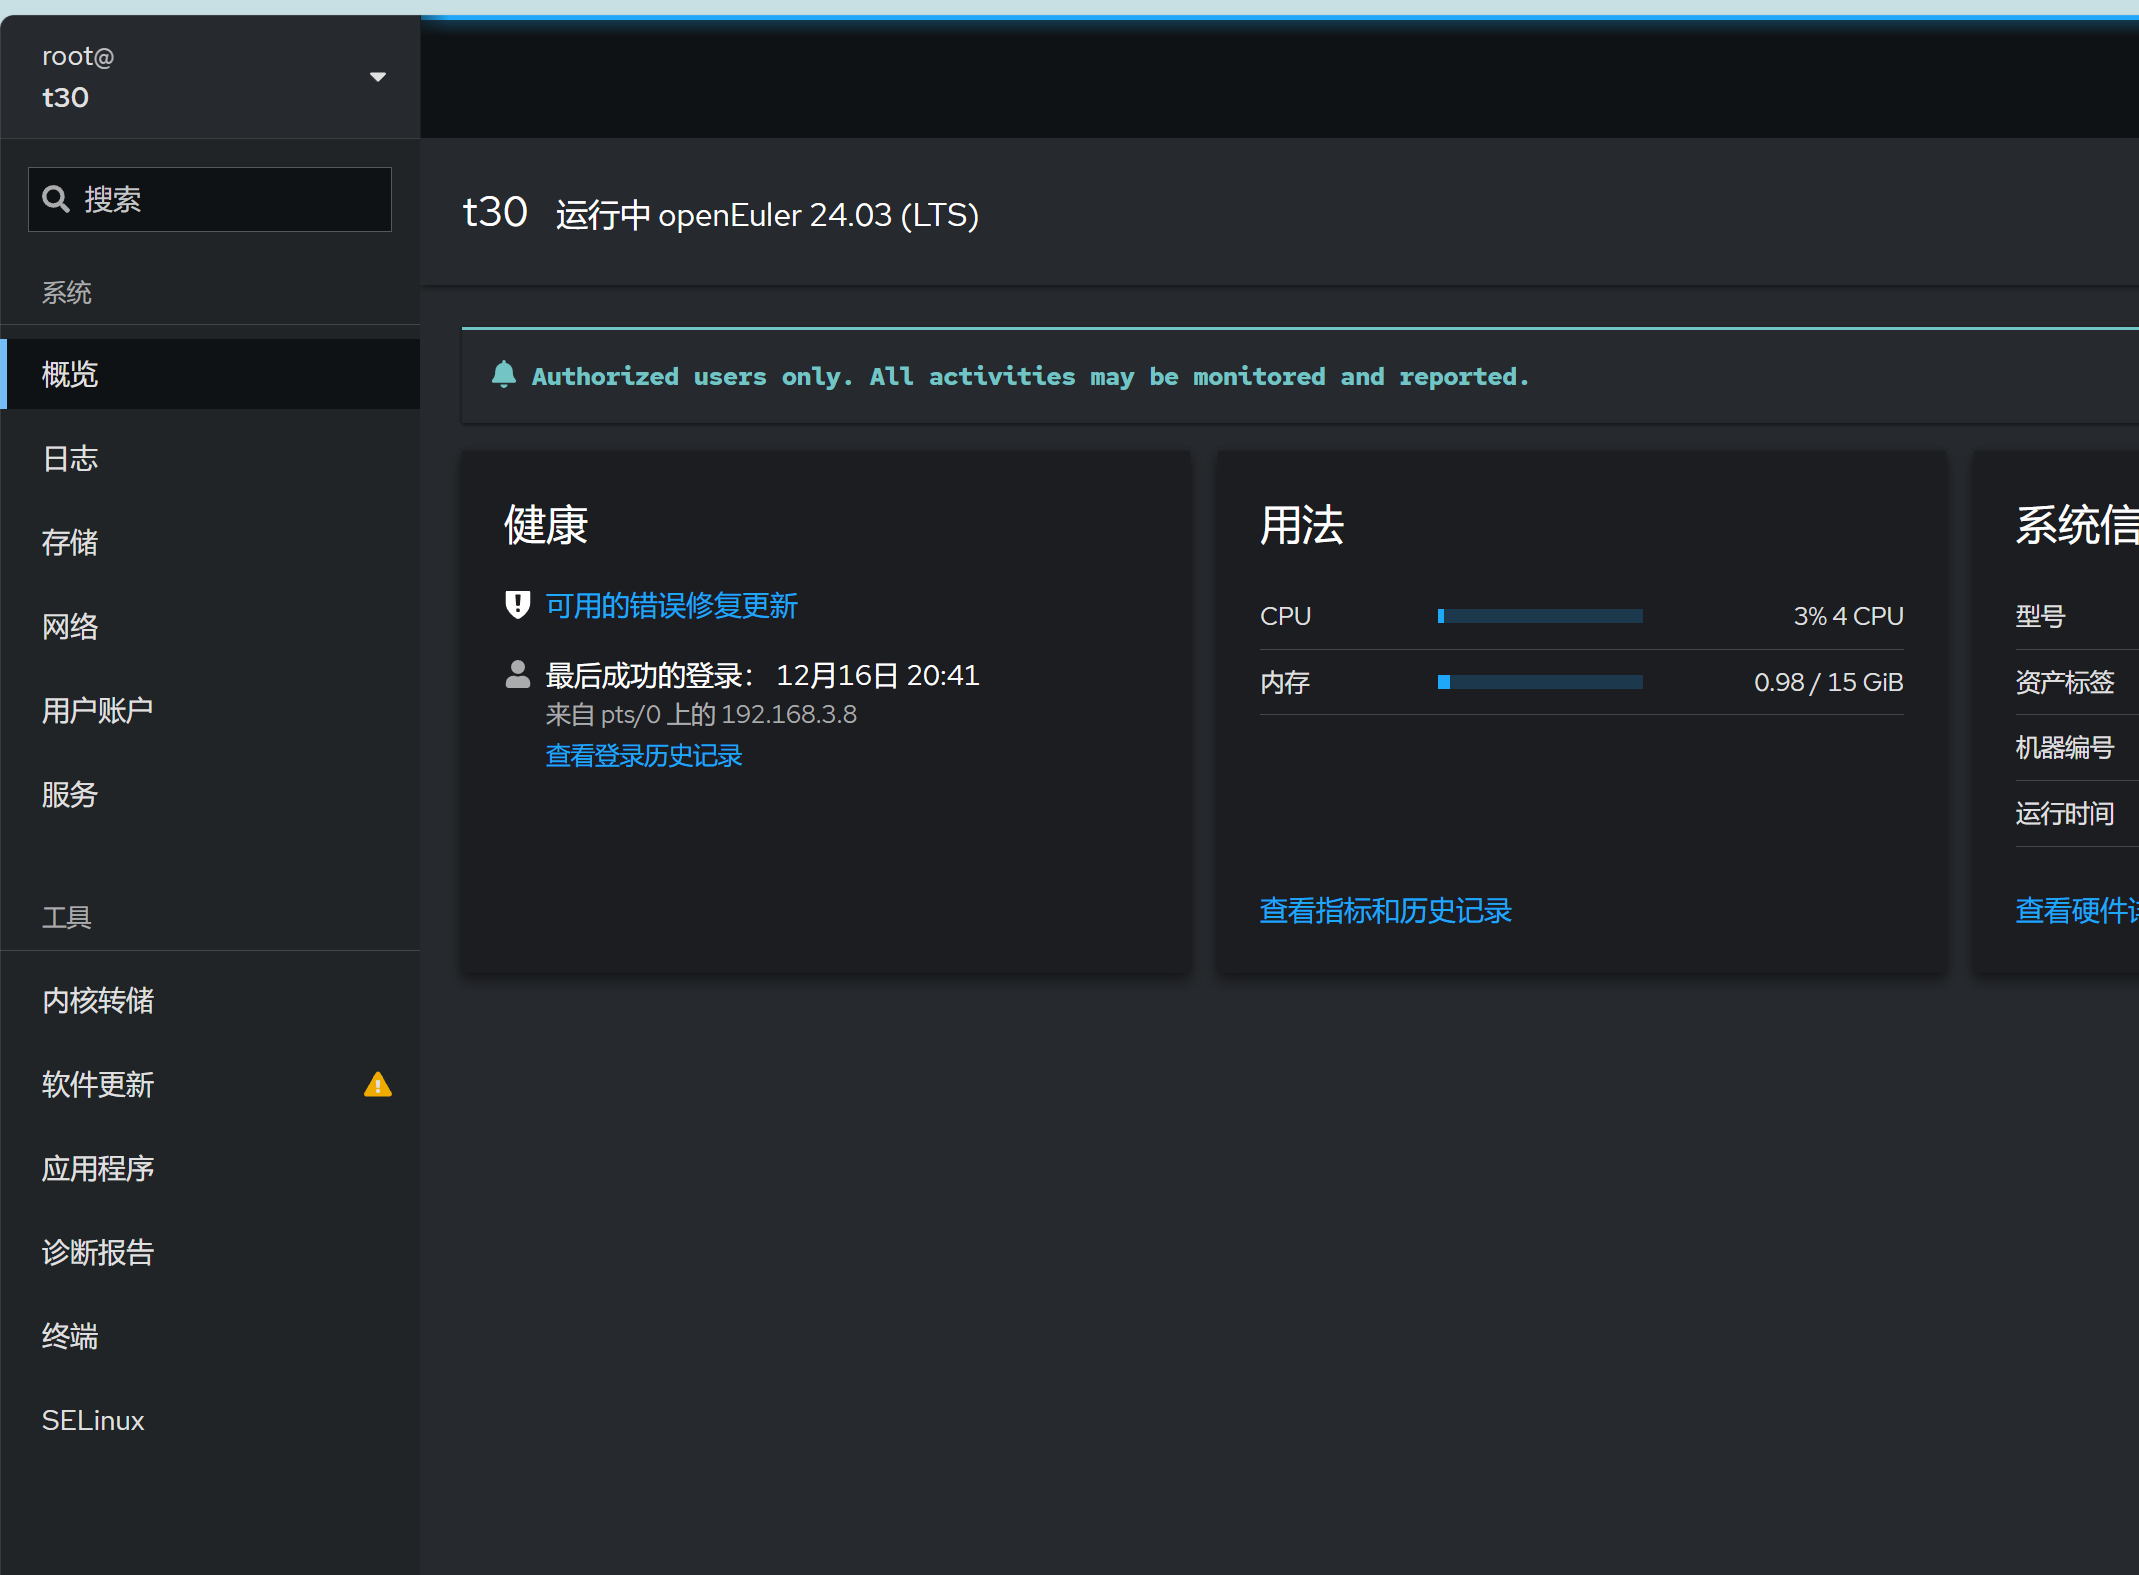 root@
t30
搜索
系统
概览
日志
存储
网络
用户账户
服务
工具
内核转储
软件更新
应用程序
诊断报告
终端
SELinux
t30 运行中 openEuler 24.03 (LTS)
Authorized users only. All activities may be monitored and reported.
健康
可用的错误修复更新
最后成功的登录： 12月16日 20:41
来自 pts/0 上的 192.168.3.8
查看登录历史记录
用法
CPU 3% 4 CPU
内存 0.98 / 15 GiB
查看指标和历史记录
系统信
型号
资产标签
机器编号
运行时间
查看硬件